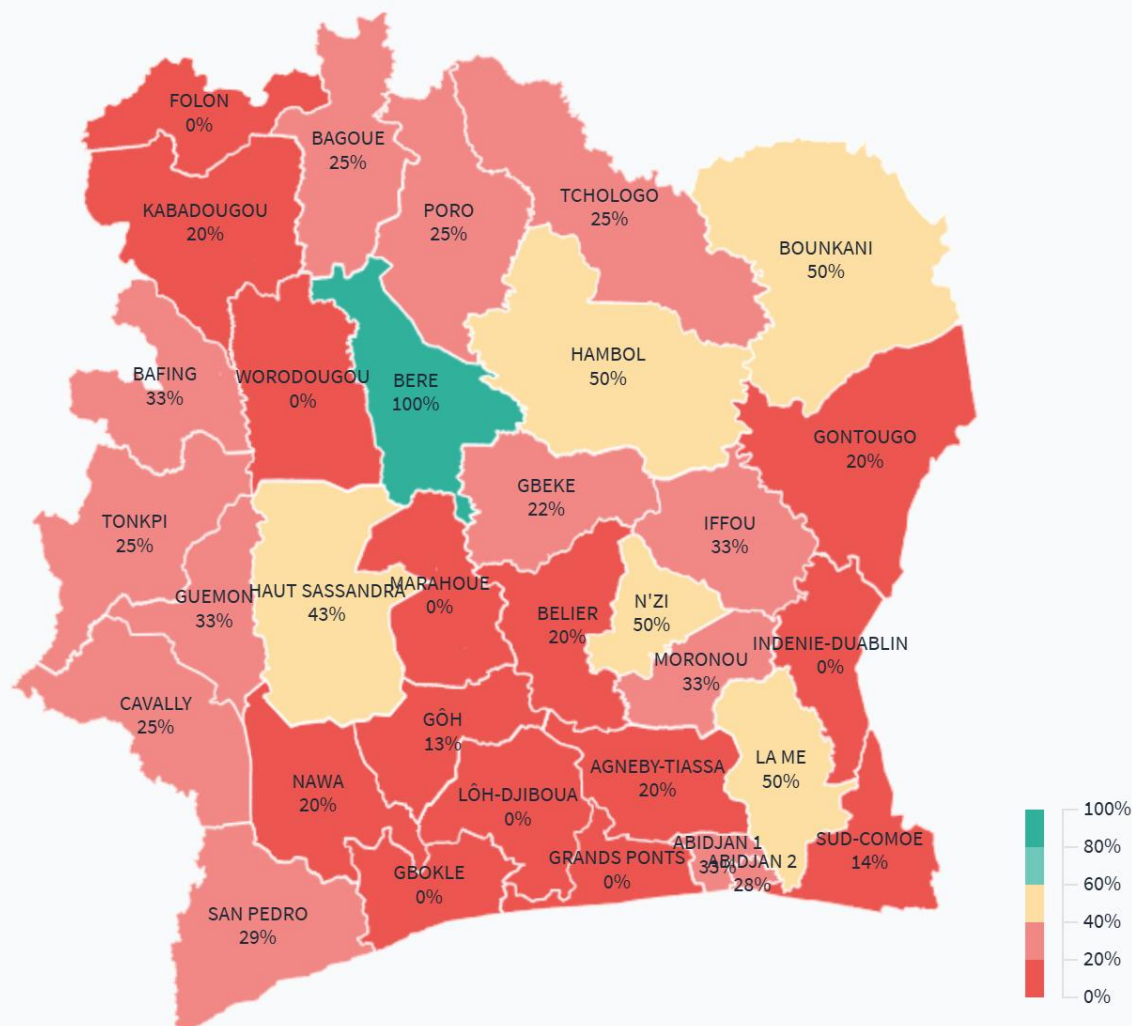 FOLON
0%
BAGOUE
25%
KABADOUGOU
20%
PORO
25%
TCHOLOGO
25%
BOUNKANI
50%
BAFING
33%
WORODOUGOU
0%
BERE
100%
HAMBOL
50%
GONTOUGO
20%
GBEKE
22%
IFFOU
33%
TONKPI
25%
GUEMON
33%
HAUT SASSANDRA
43%
MARAHOUE
0%
BELIER
20%
N'ZI
50%
MORONOU
33%
INDENIE-DUABLIN
0%
CAVALLY
25%
GÔH
13%
NAWA
20%
LÔH-DJIBOUA
0%
AGNEBY-TIASSA
20%
LA ME
50%
SUD-COMOE
14%
ABIDJAN 1
33%
ABIDJAN 2
28%
GRANDS PONTS
0%
GBOKLE
0%
SAN PEDRO
29%
100%
80%
60%
40%
20%
0%